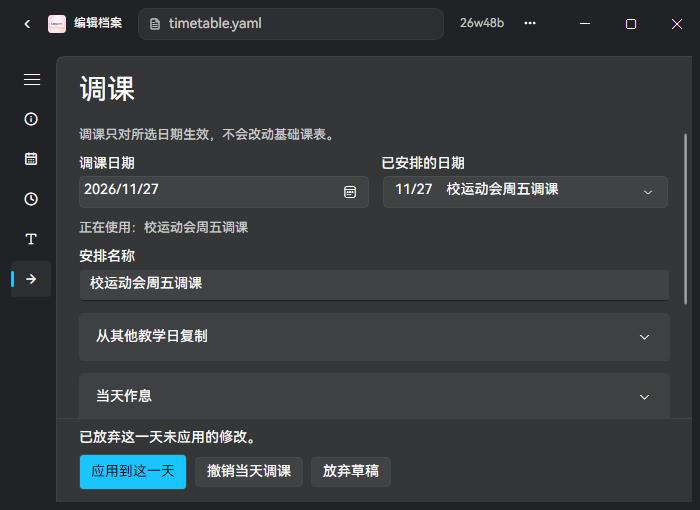 编辑档案 timetable.yaml 26w48b
调课
调课只对所选日期生效，不会改动基础课表。
调课日期 已安排的日期
2026/11/27 11/27 校运动会周五调课
正在使用：校运动会周五调课
安排名称
校运动会周五调课
从其他教学日复制
当天作息
已放弃这一天未应用的修改。
应用到这一天 撤销当天调课 放弃草稿